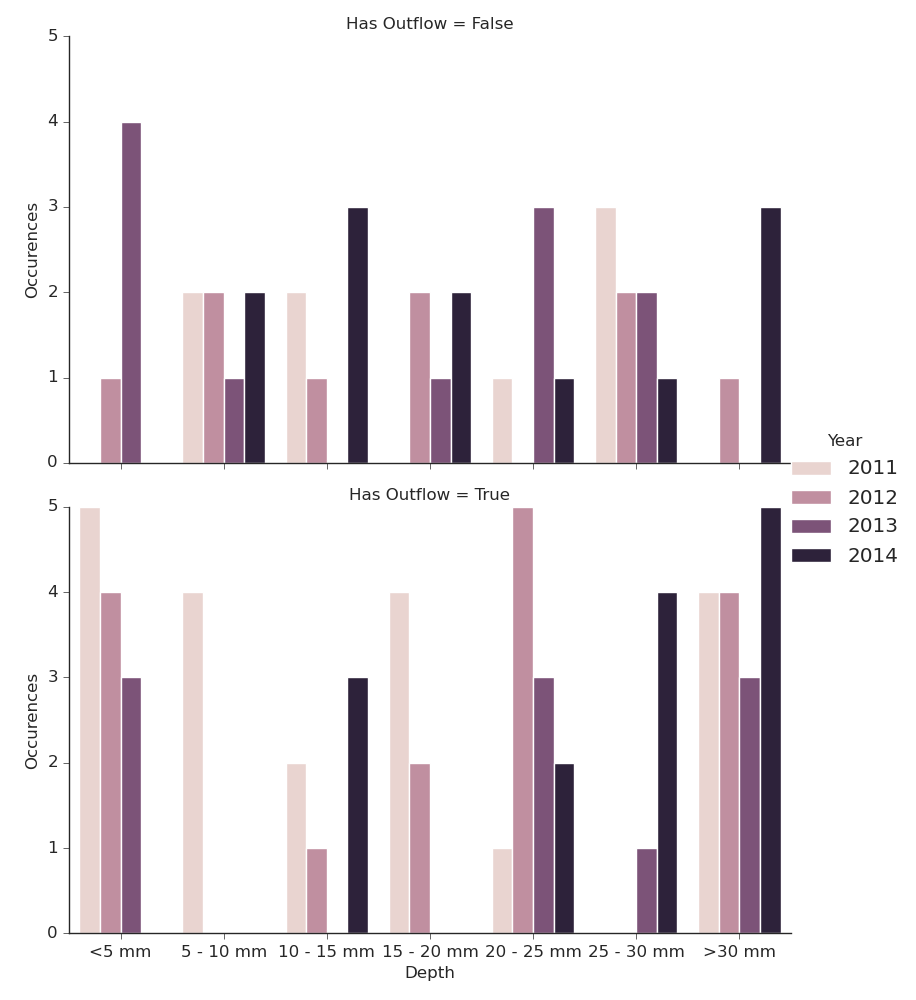 Has Outflow = False
5
4
3
2
1
0
Occurences
Year
2011
2012
2013
2014
Has Outflow = True
5
4
3
2
1
0
Occurences
<5 mm 5 - 10 mm 10 - 15 mm 15 - 20 mm 20 - 25 mm 25 - 30 mm >30 mm
Depth